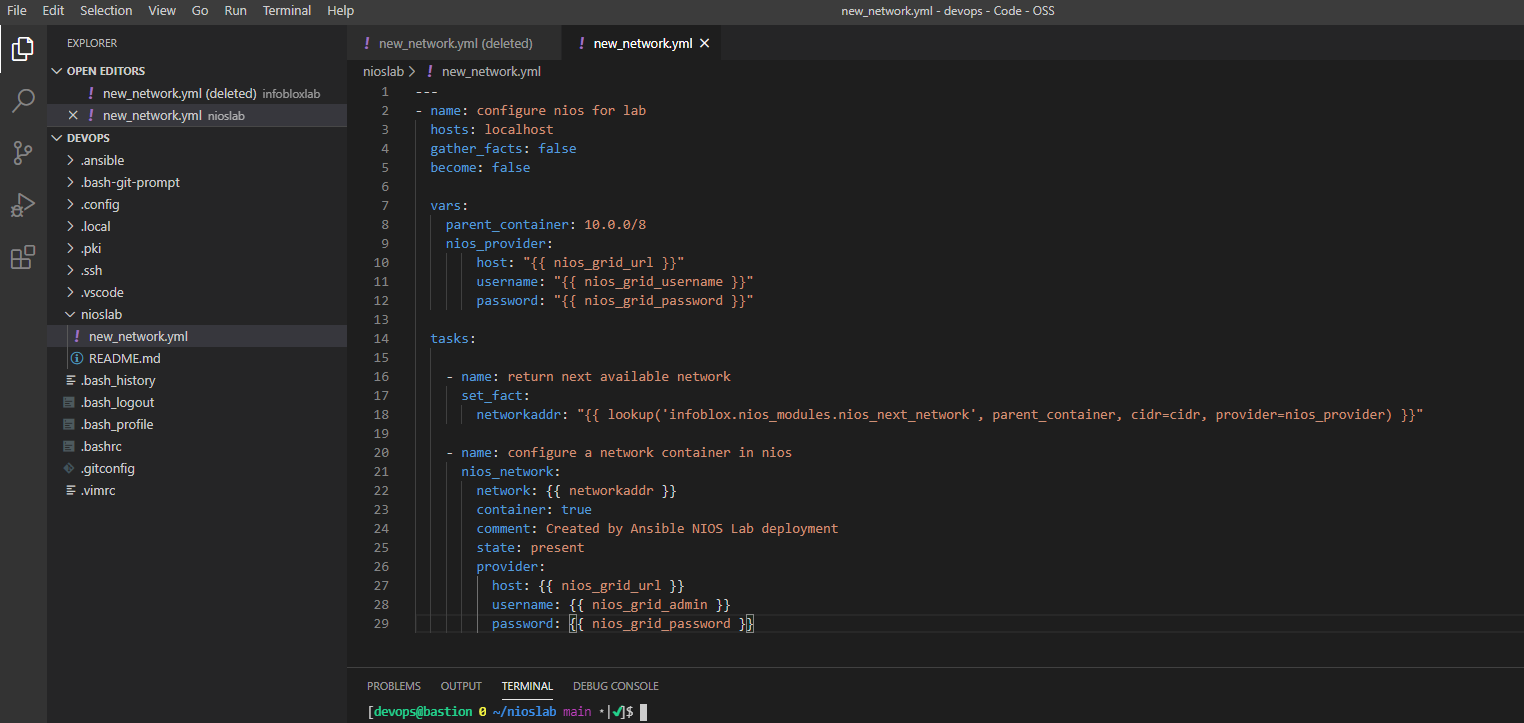 File Edit Selection View Go Run Terminal Help
new_network.yml - devops - Code - OSS
EXPLORER
OPEN EDITORS
! new_network.yml (deleted) infobloxlab
! new_network.yml nioslab
DEVOPS
.ansible
.bash-git-prompt
.config
.local
.pki
.ssh
.vscode
nioslab
! new_network.yml
README.md
.bash_history
.bash_logout
.bash_profile
.bashrc
.gitconfig
.vimrc
! new_network.yml (deleted)
! new_network.yml
nioslab > ! new_network.yml
1 ---
2 - name: configure nios for lab
3 hosts: localhost
4 gather_facts: false
5 become: false
6
7 vars:
8 parent_container: 10.0.0/8
9 nios_provider:
10 host: "{{ nios_grid_url }}"
11 username: "{{ nios_grid_username }}"
12 password: "{{ nios_grid_password }}"
13
14 tasks:
15
16 - name: return next available network
17 set_fact:
18 networkaddr: "{{ lookup('infoblox.nios_modules.nios_next_network', parent_container, cidr=cidr, provider=nios_provider) }}"
19
20 - name: configure a network container in nios
21 nios_network:
22 network: {{ networkaddr }}
23 container: true
24 comment: Created by Ansible NIOS Lab deployment
25 state: present
26 provider:
27 host: {{ nios_grid_url }}
28 username: {{ nios_grid_admin }}
29 password: {{ nios_grid_password }}
PROBLEMS OUTPUT TERMINAL DEBUG CONSOLE
[devops@bastion 0 ~/nioslab main •|✔]$